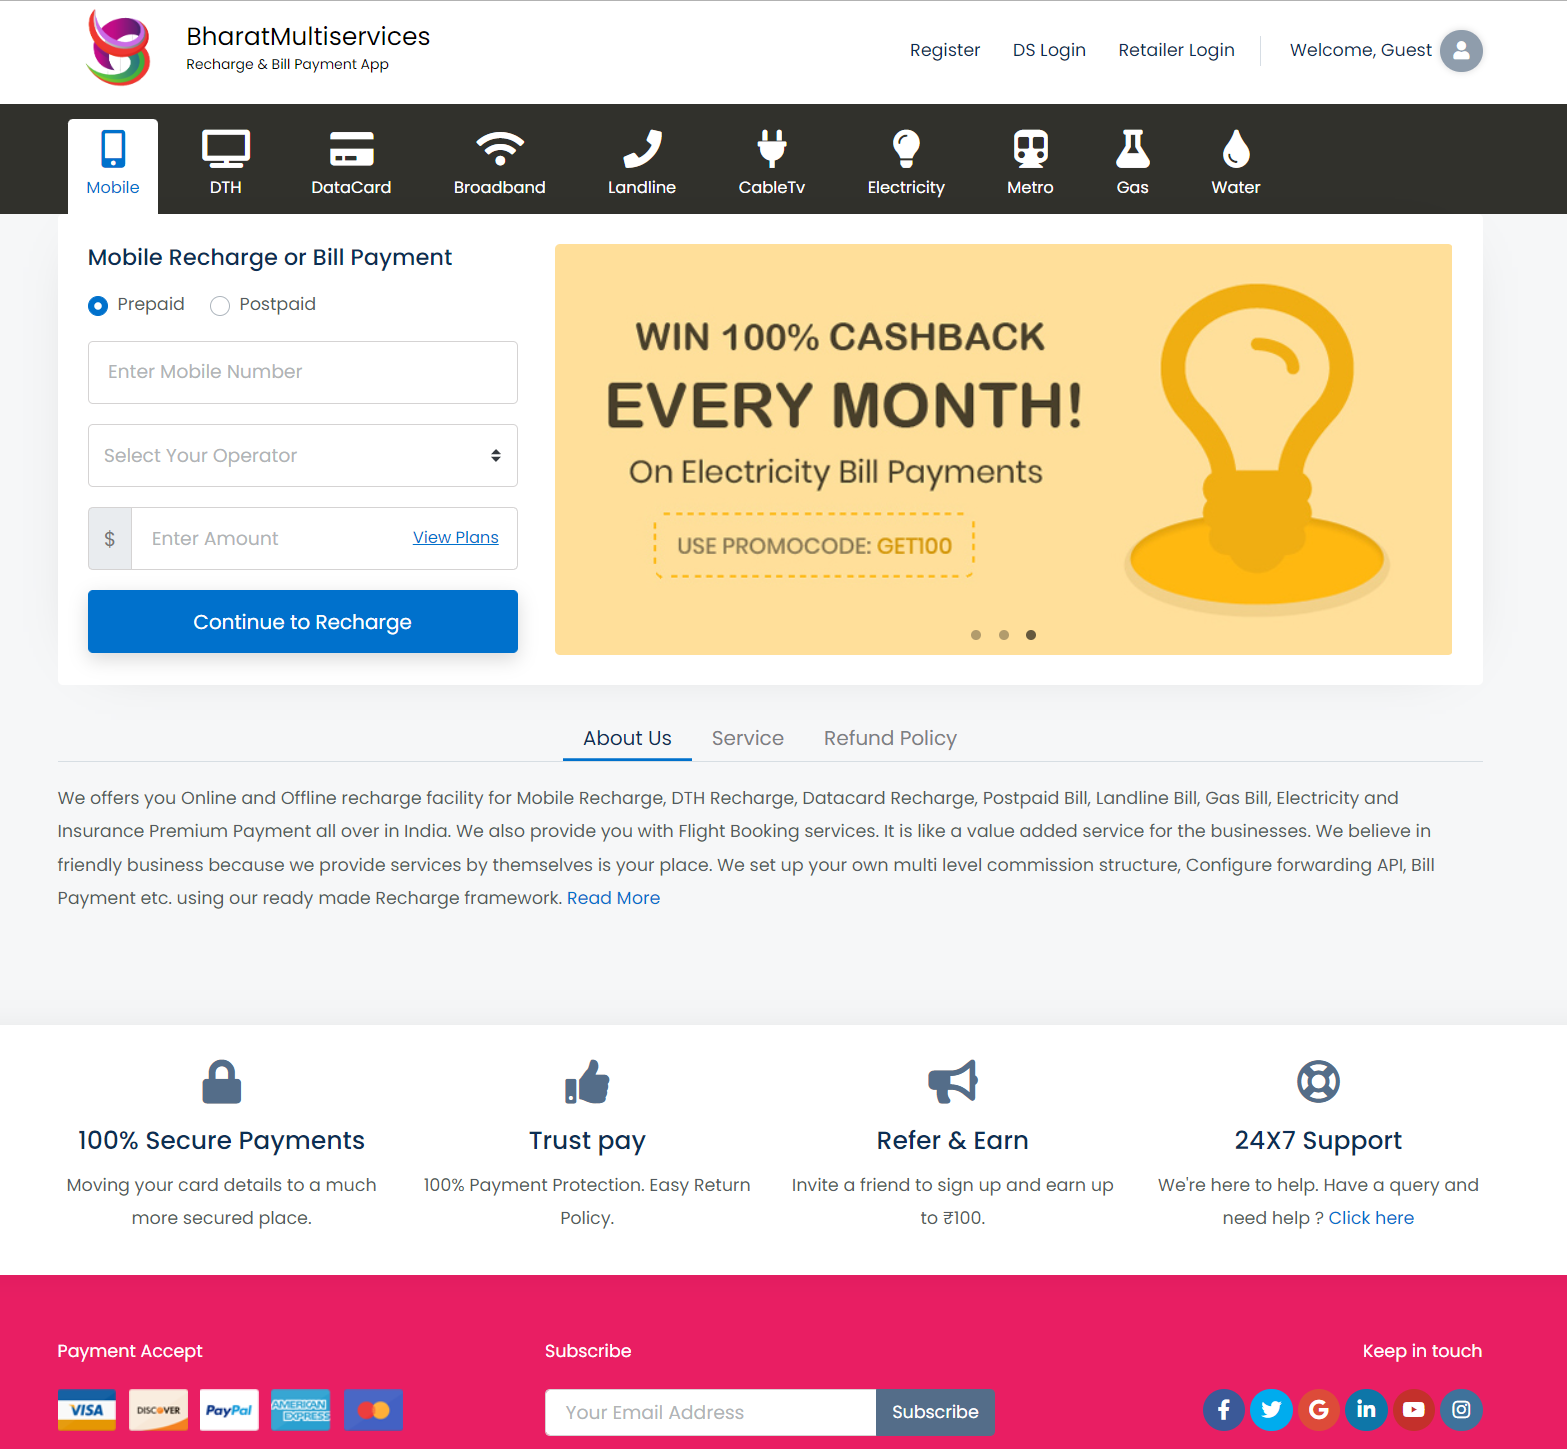 BharatMultiservices
Recharge & Bill Payment App
Register
DS Login
Retailer Login
Welcome, Guest
Mobile
DTH
DataCard
Broadband
Landline
CableTv
Electricity
Metro
Gas
Water
Mobile Recharge or Bill Payment
Prepaid
Postpaid
Enter Mobile Number
Select Your Operator
$
Enter Amount
View Plans
Continue to Recharge
WIN 100% CASHBACK
EVERY MONTH!
On Electricity Bill Payments
USE PROMOCODE: GET100
About Us
Service
Refund Policy
We offers you Online and Offline recharge facility for Mobile Recharge, DTH Recharge, Datacard Recharge, Postpaid Bill, Landline Bill, Gas Bill, Electricity and
Insurance Premium Payment all over in India. We also provide you with Flight Booking services. It is like a value added service for the businesses. We believe in
friendly business because we provide services by themselves is your place. We set up your own multi level commission structure, Configure forwarding API, Bill
Payment etc. using our ready made Recharge framework. Read More
100% Secure Payments
Moving your card details to a much
more secured place.
Trust pay
100% Payment Protection. Easy Return
Policy.
Refer & Earn
Invite a friend to sign up and earn up
to ₹100.
24X7 Support
We're here to help. Have a query and
need help ? Click here
Payment Accept
VISA
DISCOVER
PayPal
AMERICAN
EXPRESS
Subscribe
Your Email Address
Subscribe
Keep in touch